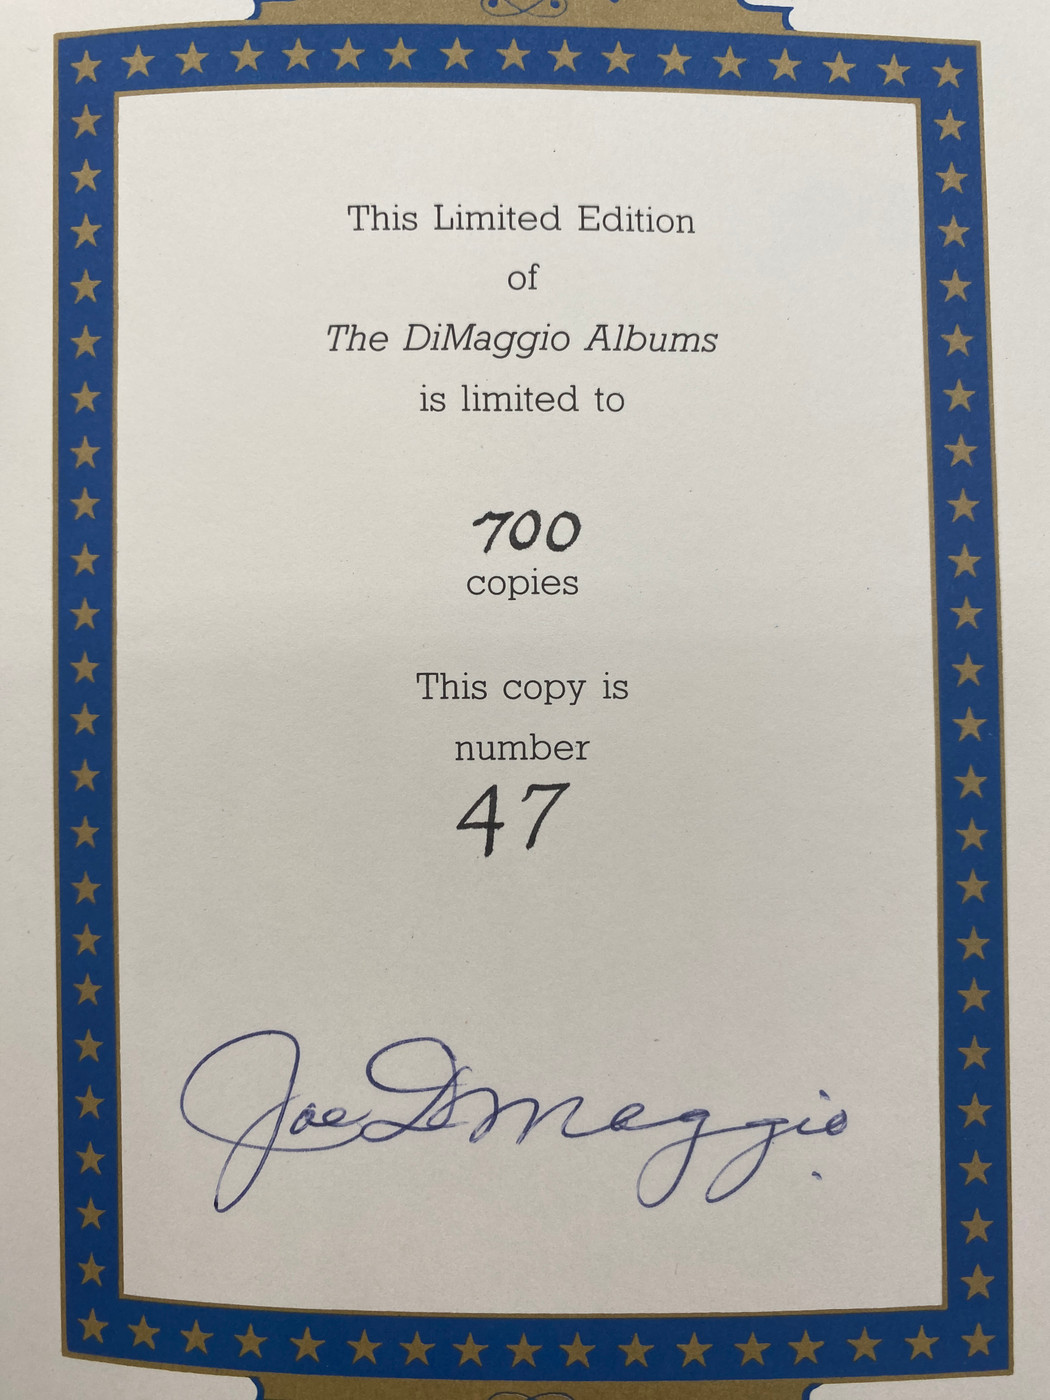 This Limited Edition
of
The DiMaggio Albums
is limited to
700
copies
This copy is
number
47
Joe DiMaggio